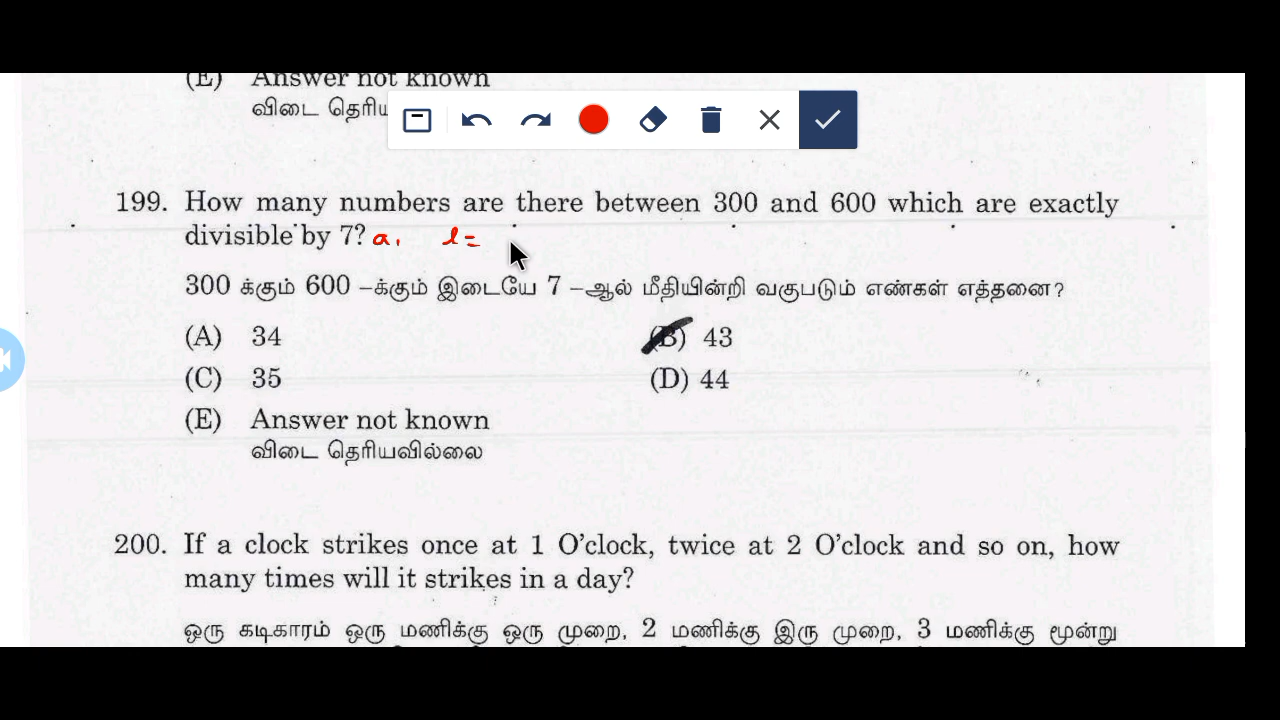 (E) Answer not known
விடை தெரிய
199. How many numbers are there between 300 and 600 which are exactly
divisible by 7? a, l=
300 க்கும் 600 –க்கும் இடையே 7 –ஆல் மீதியின்றி வகுபடும் எண்கள் எத்தனை?
(A) 34 (B) 43
(C) 35 (D) 44
(E) Answer not known
விடை தெரியவில்லை
200. If a clock strikes once at 1 O'clock, twice at 2 O'clock and so on, how
many times will it strikes in a day?
ஒரு கடிகாரம் ஒரு மணிக்கு ஒரு முறை, 2 மணிக்கு இரு முறை, 3 மணிக்கு மூன்று